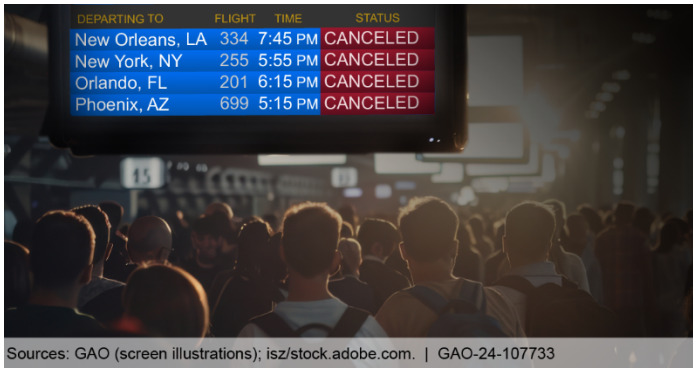 DEPARTING TO FLIGHT TIME STATUS
New Orleans, LA 334 7:45 PM CANCELED
New York, NY 255 5:55 PM CANCELED
Orlando, FL 201 6:15 PM CANCELED
Phoenix, AZ 699 5:15 PM CANCELED
15
Sources: GAO (screen illustrations); isz/stock.adobe.com. | GAO-24-107733